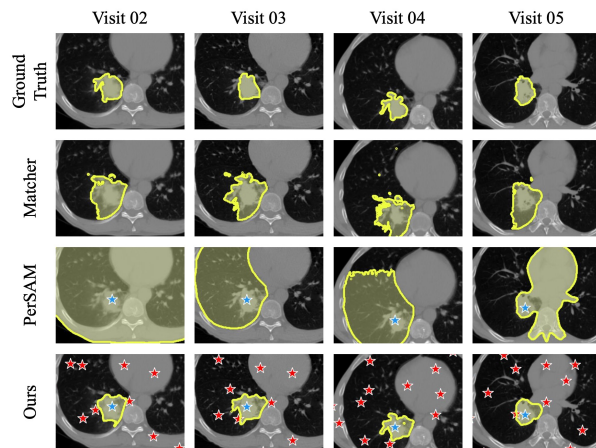 Visit 02 Visit 03 Visit 04 Visit 05
Ground
Truth
Matcher
PerSAM
Ours